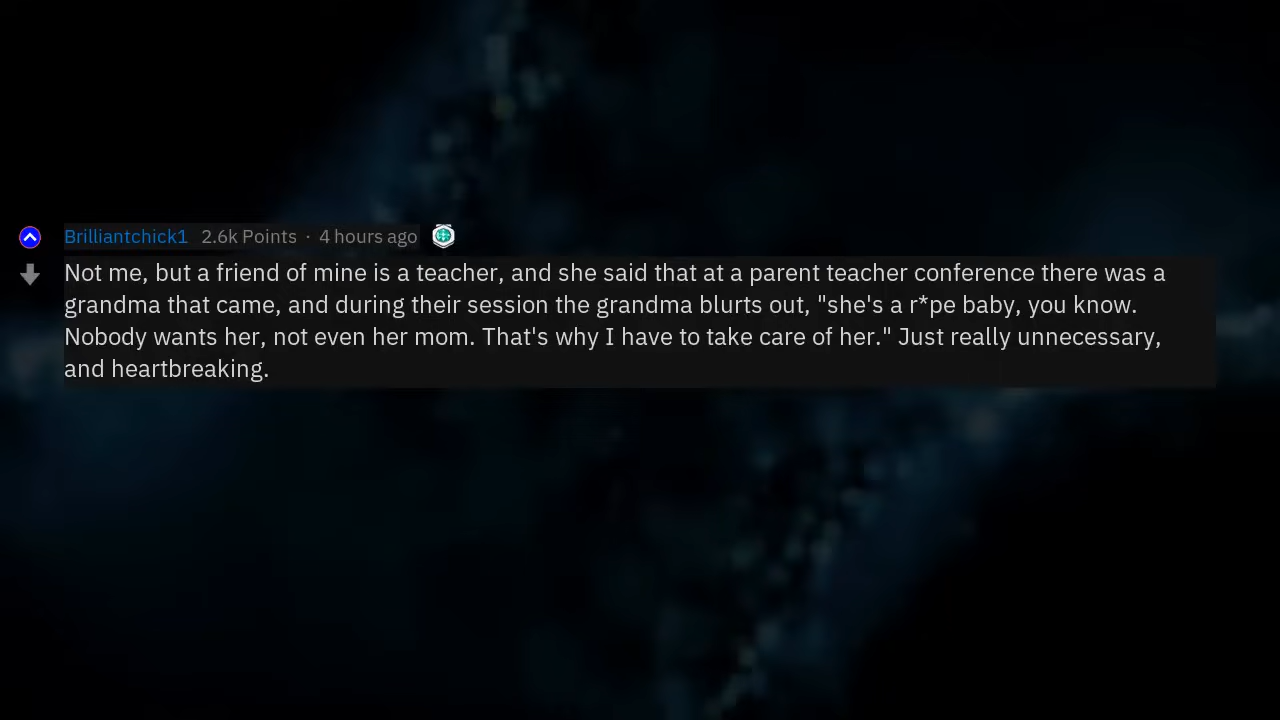 Brilliantchick1 2.6k Points · 4 hours ago
Not me, but a friend of mine is a teacher, and she said that at a parent teacher conference there was a
grandma that came, and during their session the grandma blurts out, "she's a r*pe baby, you know.
Nobody wants her, not even her mom. That's why I have to take care of her." Just really unnecessary,
and heartbreaking.